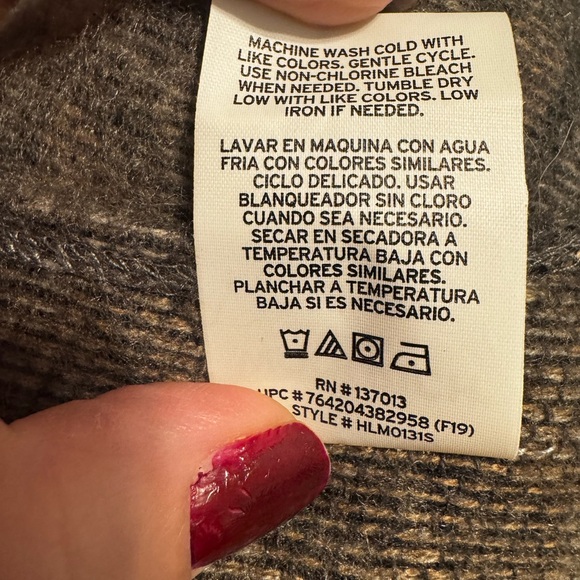 MACHINE WASH COLD WITH
LIKE COLORS. GENTLE CYCLE.
USE NON-CHLORINE BLEACH
WHEN NEEDED. TUMBLE DRY
LOW WITH LIKE COLORS. LOW
IRON IF NEEDED.
LAVAR EN MAQUINA CON AGUA
FRIA CON COLORES SIMILARES.
CICLO DELICADO. USAR
BLANQUEADOR SIN CLORO
CUANDO SEA NECESARIO.
SECAR EN SECADORA A
TEMPERATURA BAJA CON
COLORES SIMILARES.
PLANCHAR A TEMPERATURA
BAJA SI ES NECESARIO.
RN # 137013
UPC # 764204382958 (F19)
STYLE # HLM0131S